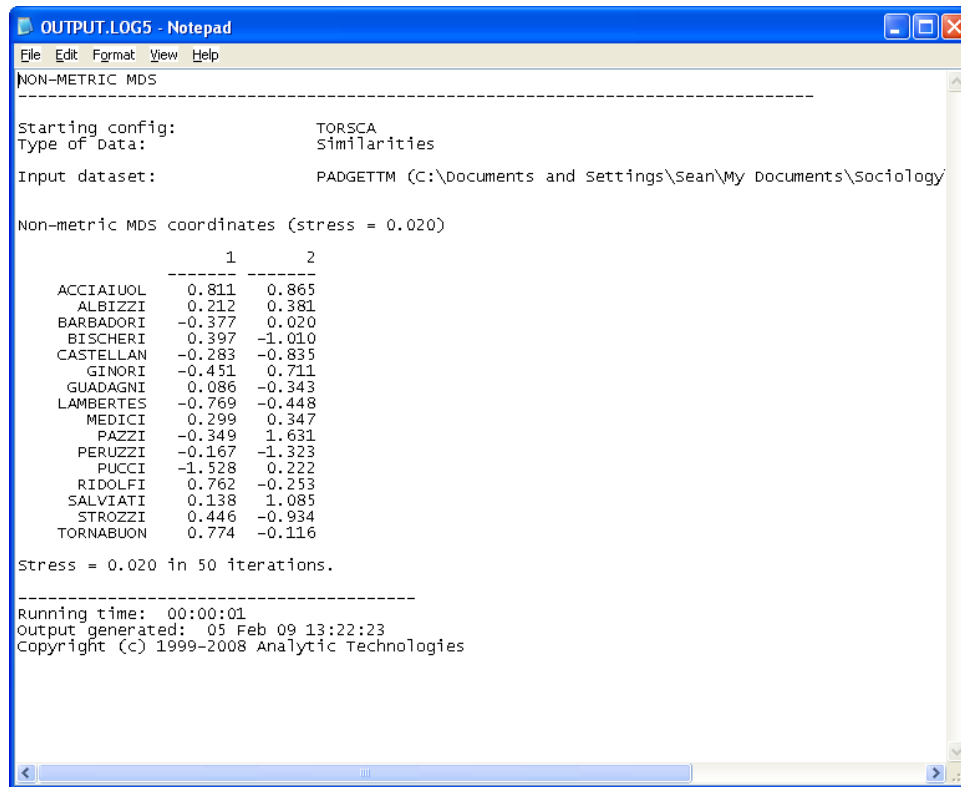 OUTPUT.LOG5 - Notepad
File Edit Format View Help
NON-METRIC MDS
--------------------------------------------------------------------------------
Starting config: TORSCA
Type of Data: Similarities
Input dataset: PADGETTM (C:\Documents and Settings\Sean\My Documents\Sociology\
Non-metric MDS coordinates (stress = 0.020)
1 2
------- -------
ACCIAIUOL 0.811 0.865
ALBIZZI 0.212 0.381
BARBADORI -0.377 0.020
BISCHERI 0.397 -1.010
CASTELLAN -0.283 -0.835
GINORI -0.451 0.711
GUADAGNI 0.086 -0.343
LAMBERTES -0.769 -0.448
MEDICI 0.299 0.347
PAZZI -0.349 1.631
PERUZZI -0.167 -1.323
PUCCI -1.528 0.222
RIDOLFI 0.762 -0.253
SALVIATI 0.138 1.085
STROZZI 0.446 -0.934
TORNABUON 0.774 -0.116
Stress = 0.020 in 50 iterations.
----------------------------------------
Running time: 00:00:01
Output generated: 05 Feb 09 13:22:23
Copyright (c) 1999-2008 Analytic Technologies